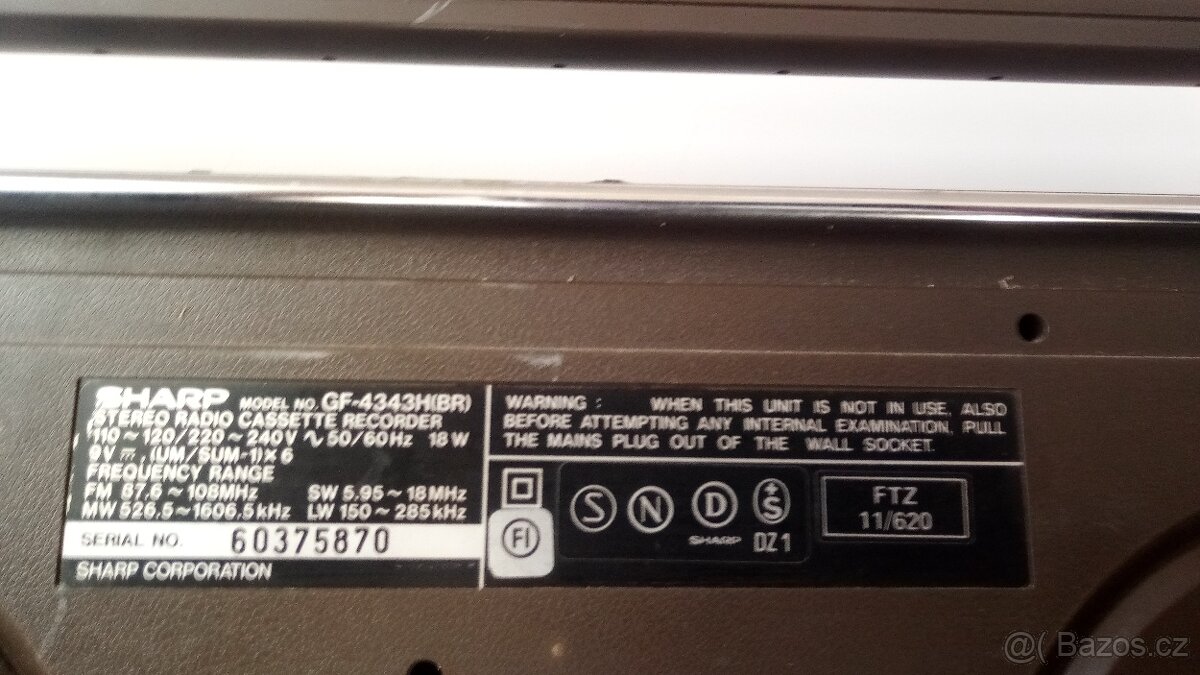 SHARP MODEL NO. GF-4343H(BR)
STEREO RADIO CASSETTE RECORDER
110~120/220~240V ∿ 50/60Hz 18W
9V ⎓, (UM/SUM-1)×6
FREQUENCY RANGE
FM 87.6~108MHz SW 5.95~18MHz
MW 526.5~1606.5kHz LW 150~285kHz
SERIAL NO. 60375870
SHARP CORPORATION
WARNING : WHEN THIS UNIT IS NOT IN USE, ALSO
BEFORE ATTEMPTING ANY INTERNAL EXAMINATION, PULL
THE MAINS PLUG OUT OF THE WALL SOCKET.
FI
S N D +S
SHARP DZ1
FTZ
11/620
@( Bazos.cz